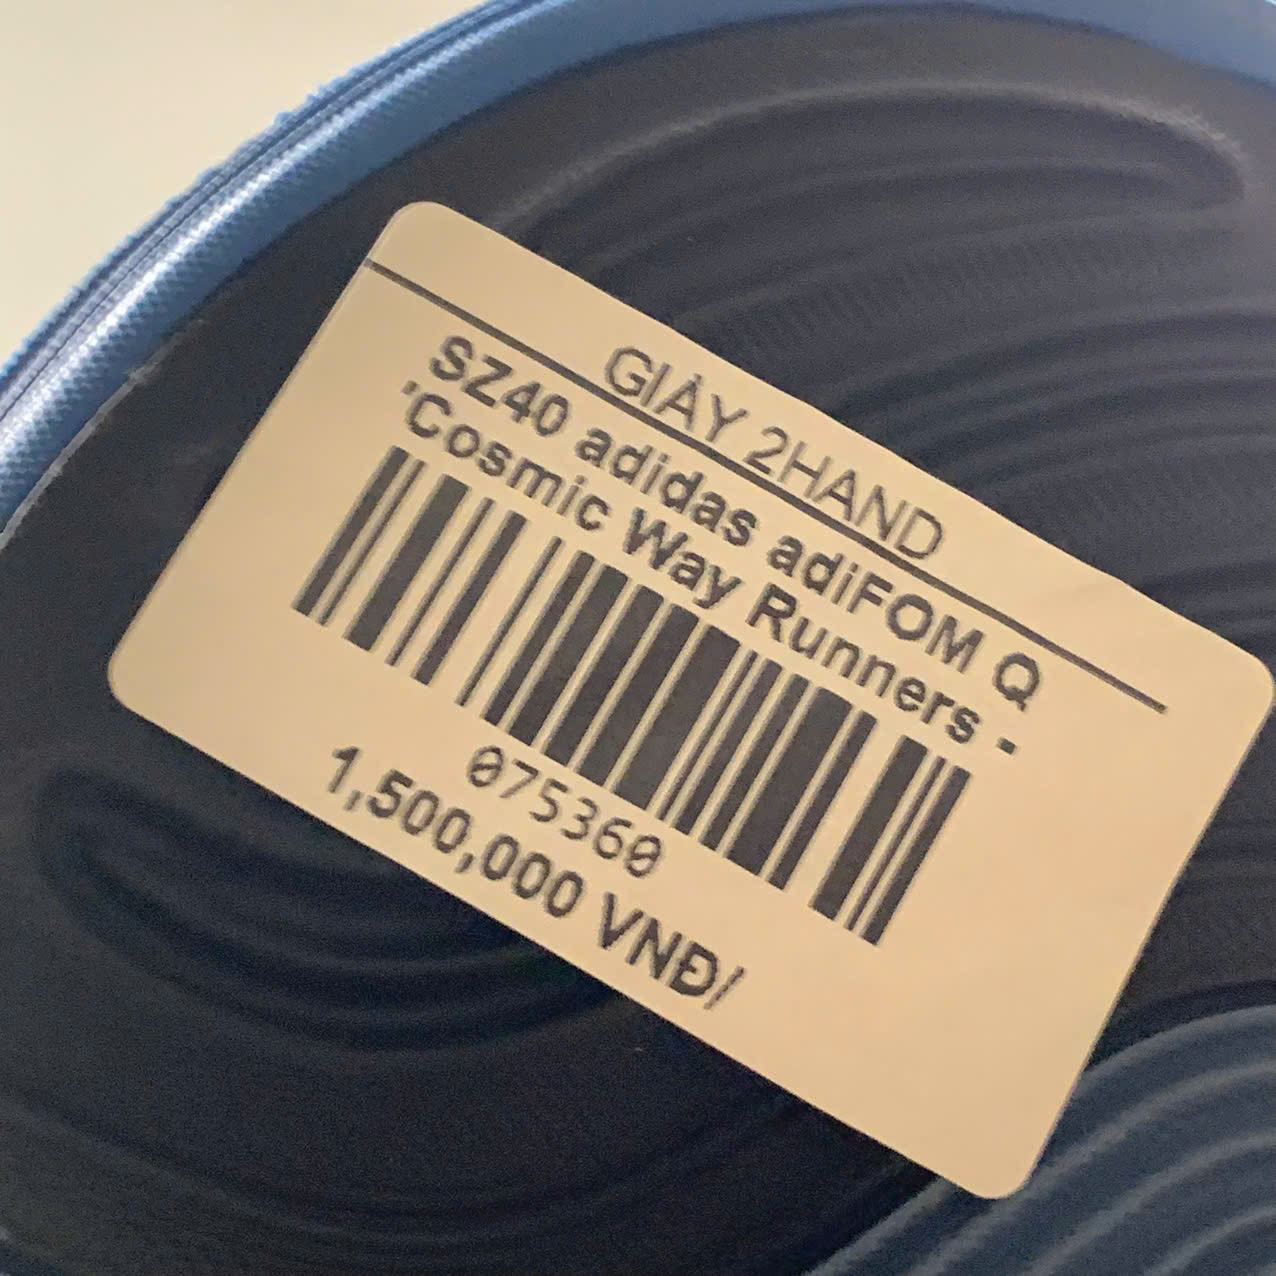 GIÀY 2HAND
SZ40 adidas adiFOM Q
'Cosmic Way Runners -
075360
1,500,000 VNĐ/